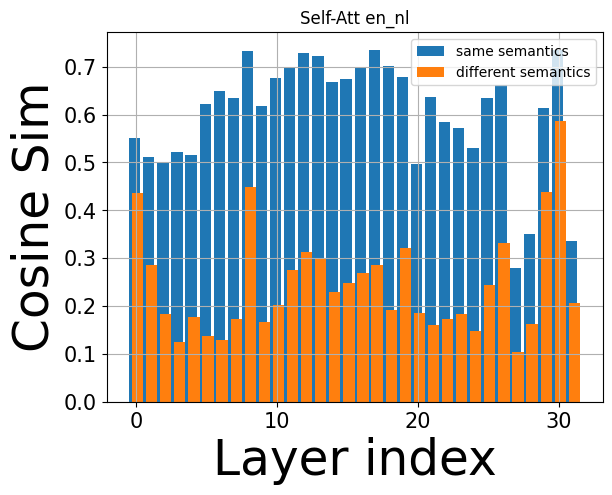 Self-Att en_nl
same semantics
different semantics
Cosine Sim
0.7
0.6
0.5
0.4
0.3
0.2
0.1
0.0
0
10
20
30
Layer index